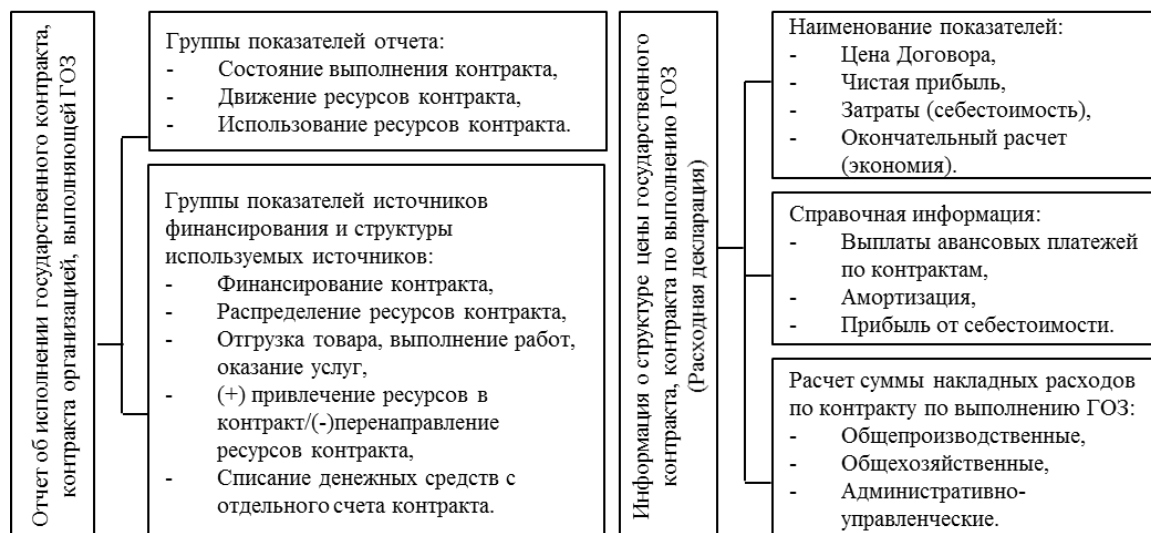 Отчет об исполнении государственного контракта,
контракта организацией, выполняющей ГОЗ
Группы показателей отчета:
- Состояние выполнения контракта,
- Движение ресурсов контракта,
- Использование ресурсов контракта.
Группы показателей источников
финансирования и структуры
используемых источников:
- Финансирование контракта,
- Распределение ресурсов контракта,
- Отгрузка товара, выполнение работ,
оказание услуг,
- (+) привлечение ресурсов в
контракт/(-)перенаправление
ресурсов контракта,
- Списание денежных средств с
отдельного счета контракта.
Информация о структуре цены государственного
контракта, контракта по выполнению ГОЗ
(Расходная декларация)
Наименование показателей:
- Цена Договора,
- Чистая прибыль,
- Затраты (себестоимость),
- Окончательный расчет
(экономия).
Справочная информация:
- Выплаты авансовых платежей
по контрактам,
- Амортизация,
- Прибыль от себестоимости.
Расчет суммы накладных расходов
по контракту по выполнению ГОЗ:
- Общепроизводственные,
- Общехозяйственные,
- Административно-
управленческие.